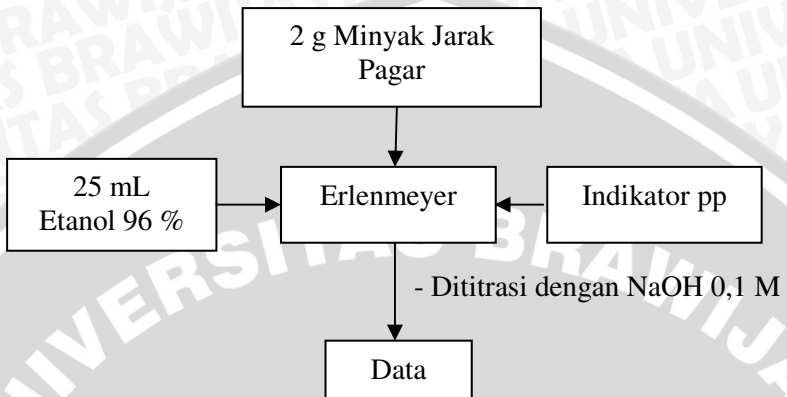 2 g Minyak Jarak
Pagar
25 mL
Etanol 96 %
Erlenmeyer
Indikator pp
- Dititrasi dengan NaOH 0,1 M
Data